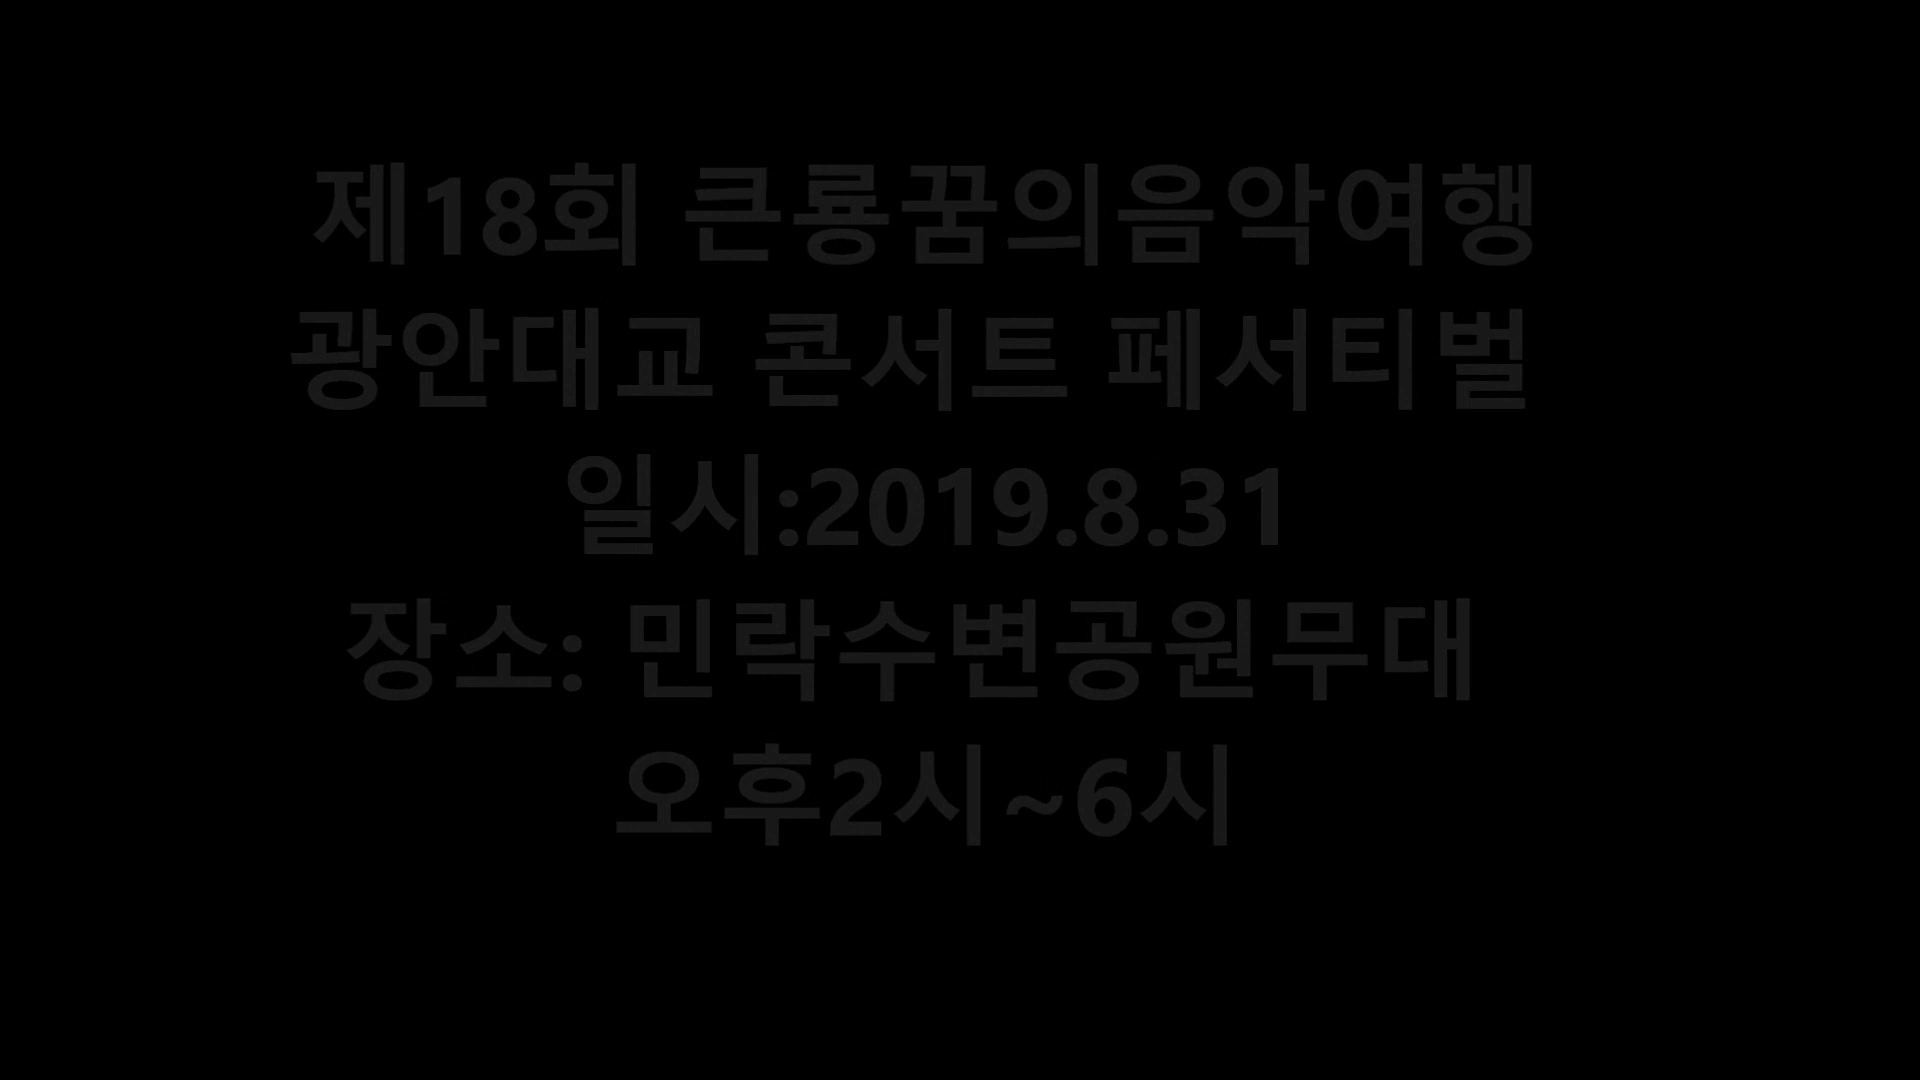 제18회 큰룡꿈의음악여행
광안대교 콘서트 페서티벌
일시:2019.8.31
장소: 민락수변공원무대
오후2시~6시